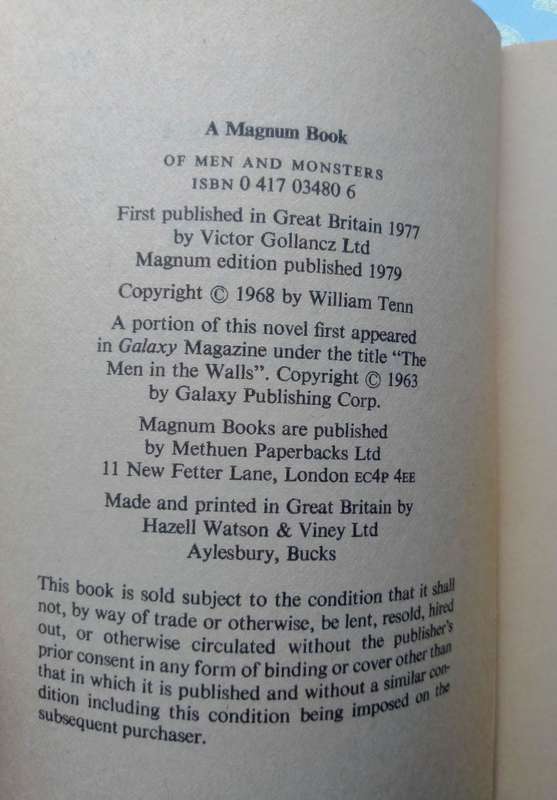 A Magnum Book
OF MEN AND MONSTERS
ISBN 0 417 03480 6
First published in Great Britain 1977
by Victor Gollancz Ltd
Magnum edition published 1979
Copyright © 1968 by William Tenn
A portion of this novel first appeared
in Galaxy Magazine under the title “The
Men in the Walls”. Copyright © 1963
by Galaxy Publishing Corp.
Magnum Books are published
by Methuen Paperbacks Ltd
11 New Fetter Lane, London EC4P 4EE
Made and printed in Great Britain by
Hazell Watson & Viney Ltd
Aylesbury, Bucks
This book is sold subject to the condition that it shall
not, by way of trade or otherwise, be lent, resold, hired
out, or otherwise circulated without the publisher's
prior consent in any form of binding or cover other than
that in which it is published and without a similar con-
dition including this condition being imposed on the
subsequent purchaser.